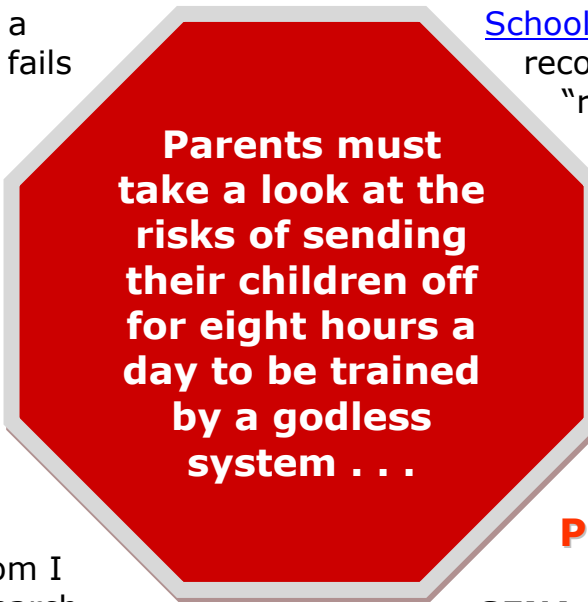 a
fails
om I
Parents must
take a look at the
risks of sending
their children off
for eight hours a
day to be trained
by a godless
system . . .
School
reco
P